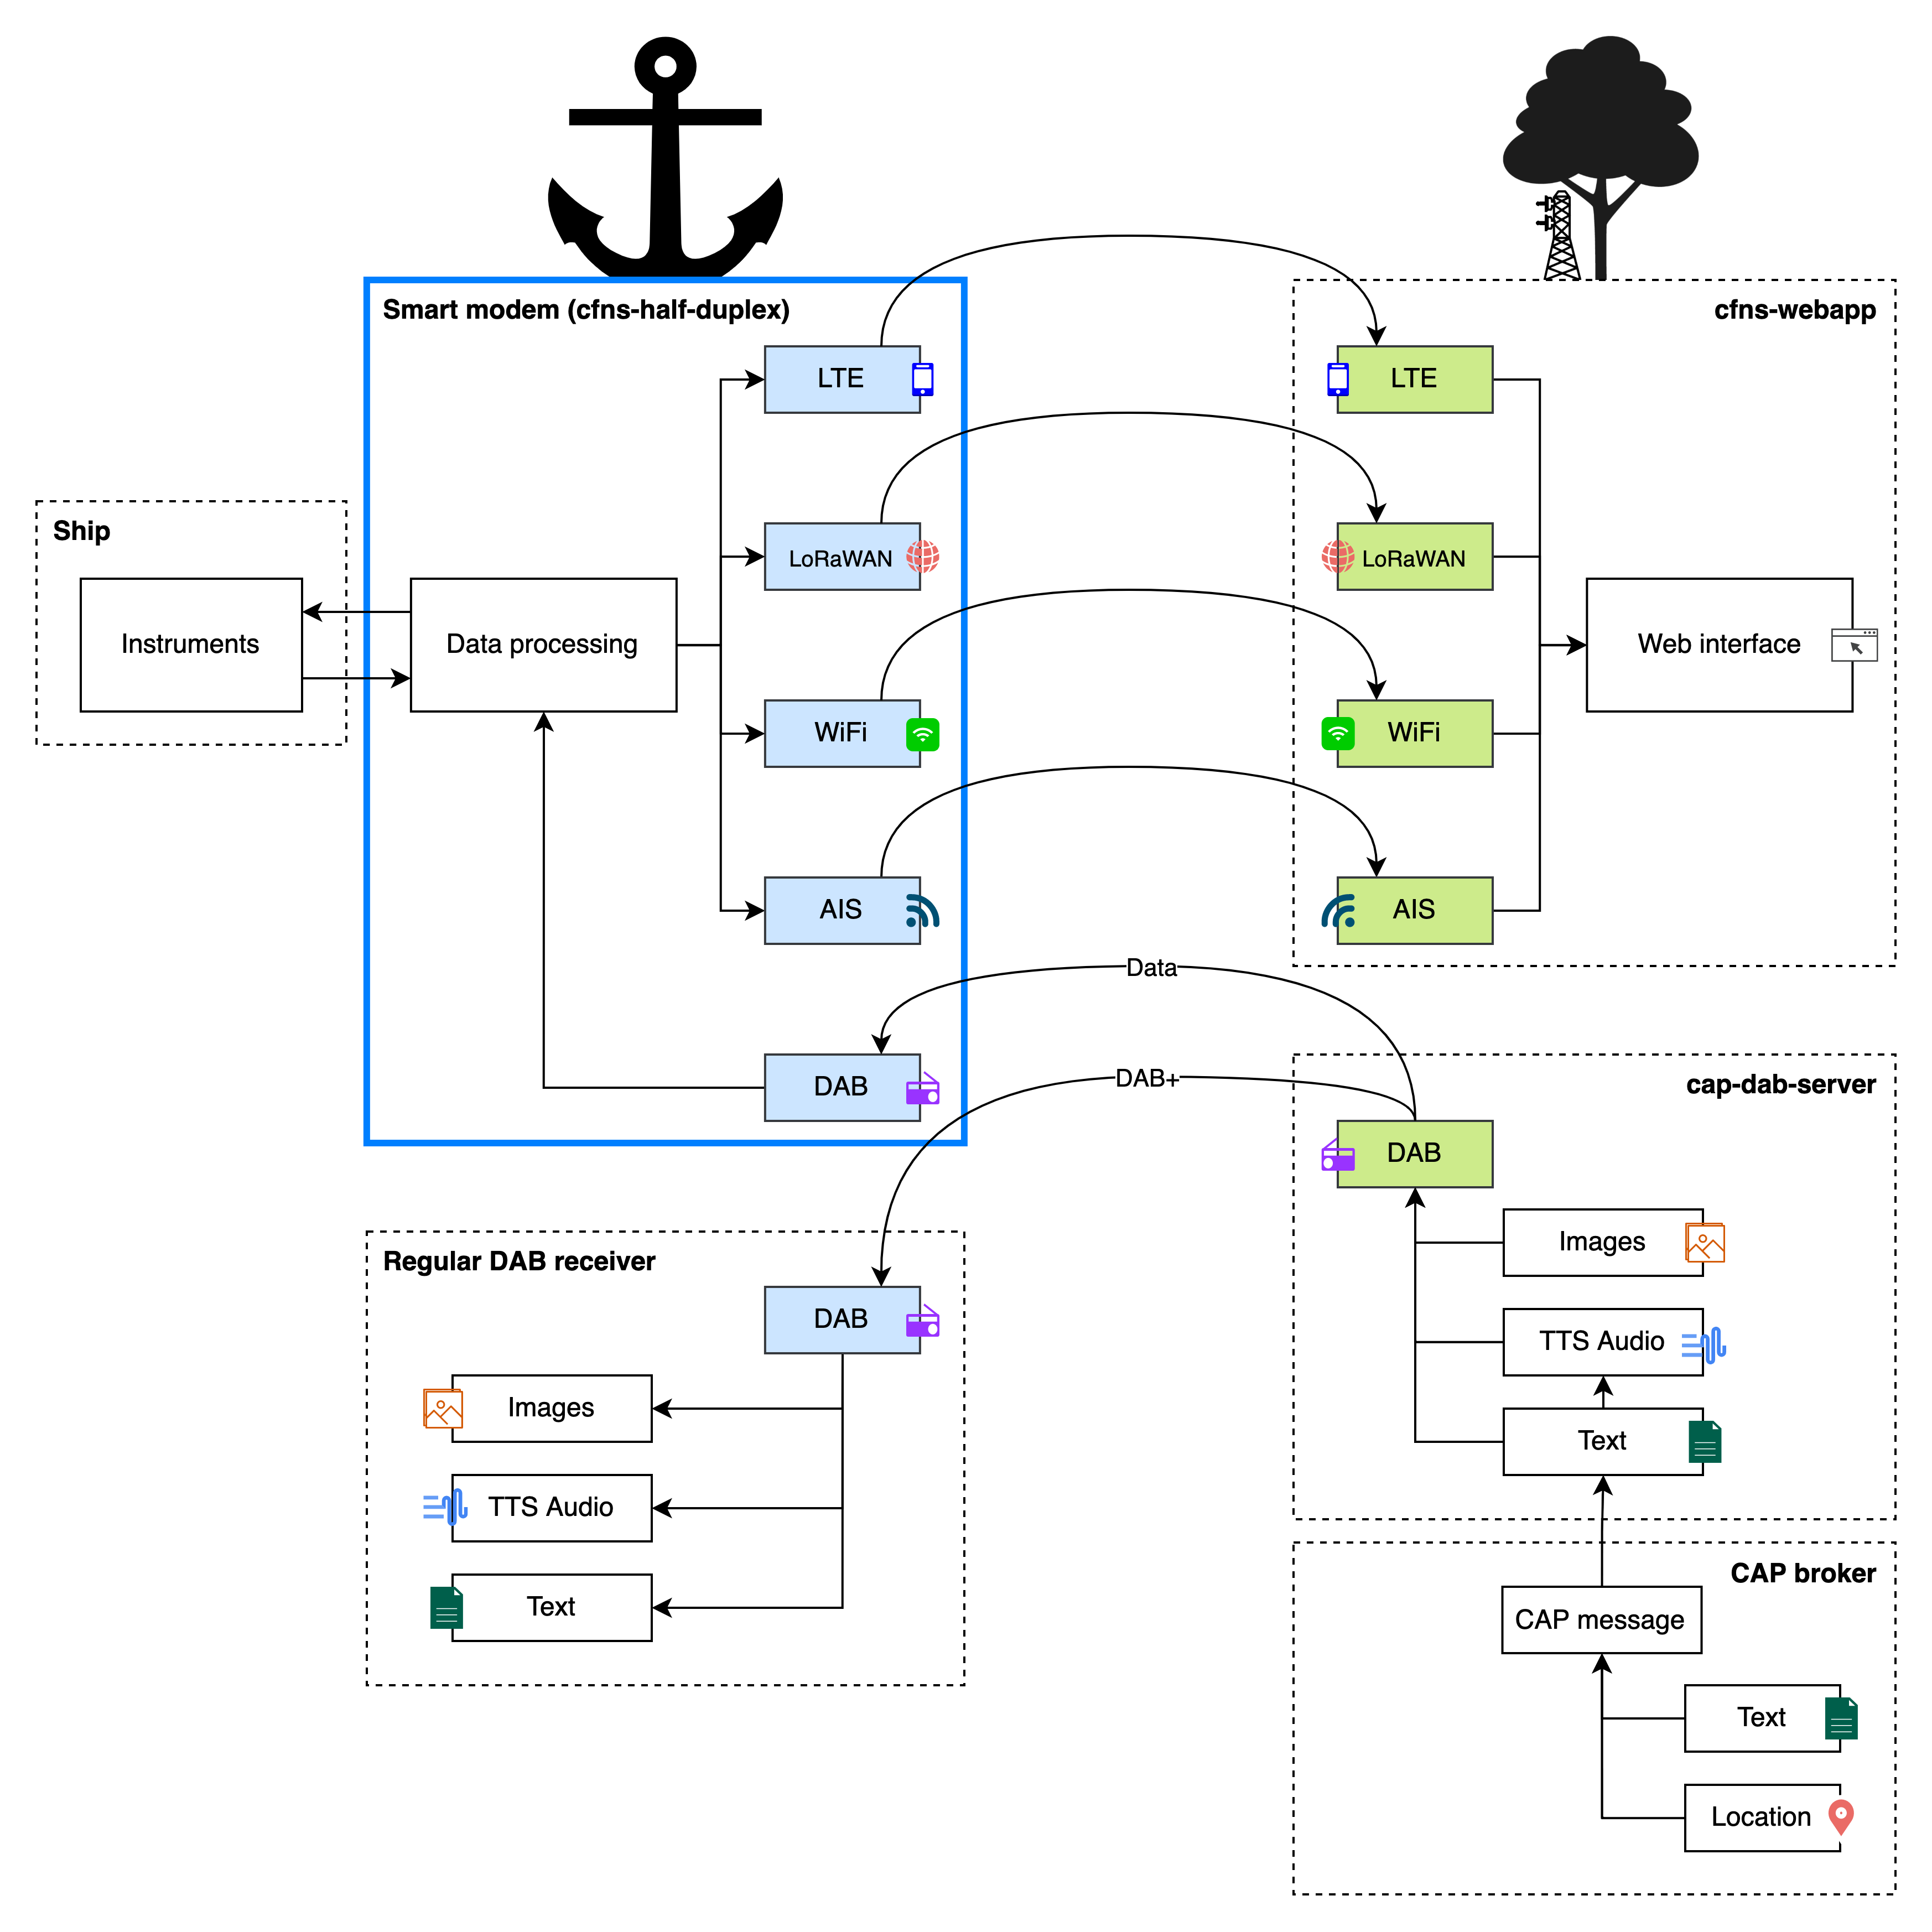 Smart modem (cfns-half-duplex)
LTE
LoRaWAN
WiFi
AIS
DAB
Data processing
Ship
Instruments
cfns-webapp
LTE
LoRaWAN
WiFi
AIS
Web interface
Data
DAB+
cap-dab-server
DAB
Images
TTS Audio
Text
Regular DAB receiver
DAB
Images
TTS Audio
Text
CAP broker
CAP message
Text
Location